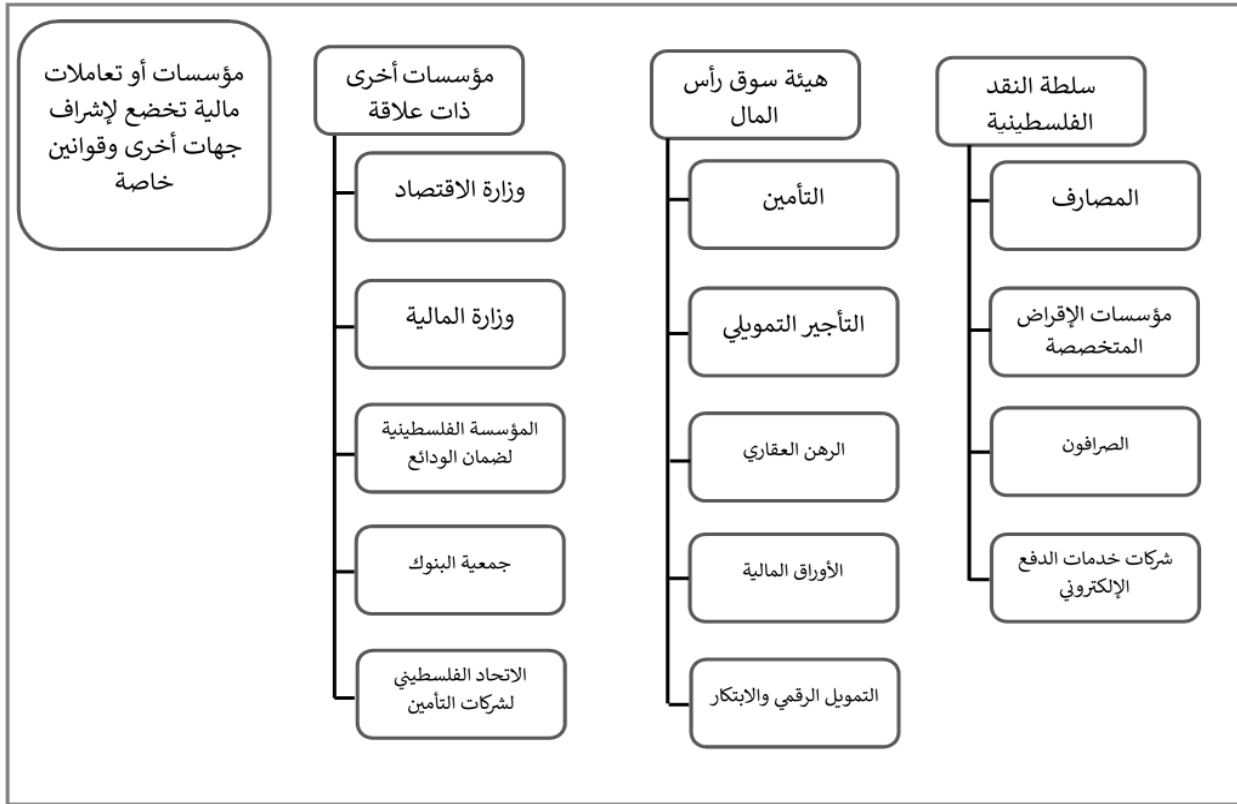 سلطة النقد
الفلسطينية
المصارف
مؤسسات الإقراض
المتخصصة
الصرافون
شركات خدمات الدفع
الإلكتروني
هيئة سوق رأس
المال
التأمين
التأجير التمويلي
الرهن العقاري
الأوراق المالية
التمويل الرقمي والابتكار
مؤسسات أخرى
ذات علاقة
وزارة الاقتصاد
وزارة المالية
المؤسسة الفلسطينية
لضمان الودائع
جمعية البنوك
الاتحاد الفلسطيني
لشركات التأمين
مؤسسات أو تعاملات
مالية تخضع لإشراف
جهات أخرى وقوانين
خاصة